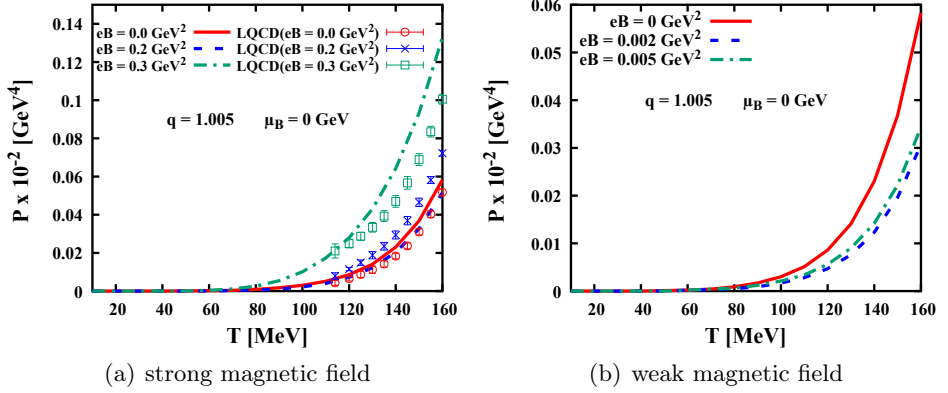 P x 10⁻² [GeV⁴]
0.14
0.12
0.1
0.08
0.06
0.04
0.02
0
eB = 0.0 GeV² LQCD(eB = 0.0 GeV²)
eB = 0.2 GeV² LQCD(eB = 0.2 GeV²)
eB = 0.3 GeV² LQCD(eB = 0.3 GeV²)
q = 1.005 μ_B = 0 GeV
20 40 60 80 100 120 140 160
T [MeV]
(a) strong magnetic field
P x 10⁻² [GeV⁴]
0.06
0.05
0.04
0.03
0.02
0.01
0
eB = 0 GeV²
eB = 0.002 GeV²
eB = 0.005 GeV²
q = 1.005 μ_B = 0 GeV
20 40 60 80 100 120 140 160
T [MeV]
(b) weak magnetic field